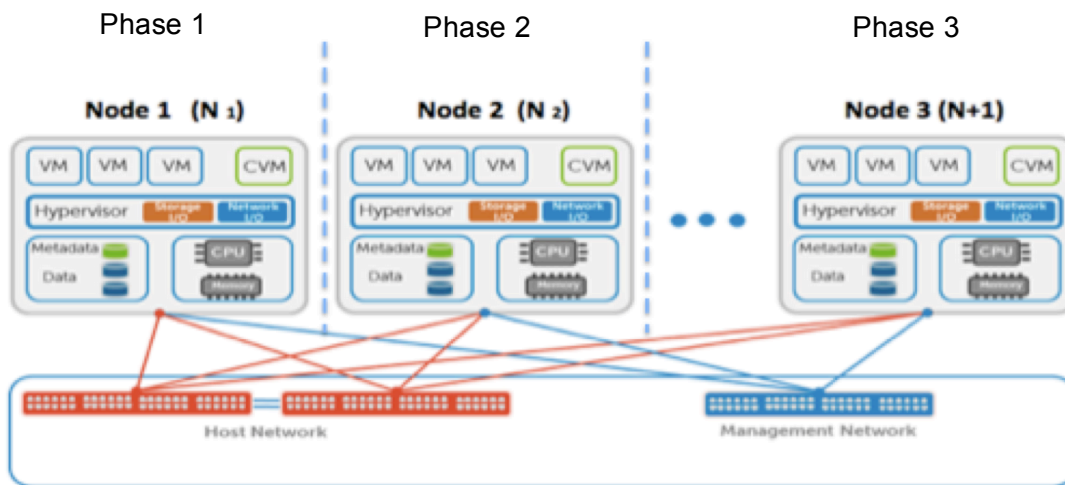 Phase 1
Phase 2
Phase 3
Node 1 (N 1)
Node 2 (N 2)
Node 3 (N+1)
VM VM VM CVM
Hypervisor Storage I/O Network I/O
Metadata
Data
CPU
Memory
VM VM VM CVM
Hypervisor Storage I/O Network I/O
Metadata
Data
CPU
Memory
VM VM VM CVM
Hypervisor Storage I/O Network I/O
Metadata
Data
CPU
Memory
Host Network
Management Network